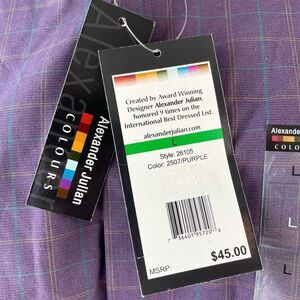 Alexander Julian
COLOURS
Created by Award Winning
Designer Alexander Julian,
honored 9 times on the
International Best Dressed List.
alexanderjulian.com
L
Style: 26105
Color: 2507/PURPLE
MSRP:
$45.00
L
L